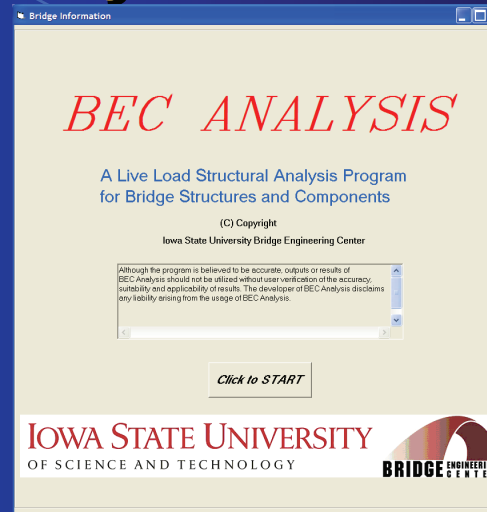 Bridge Information
BEC ANALYSIS
A Live Load Structural Analysis Program
for Bridge Structures and Components
(C) Copyright
Iowa State University Bridge Engineering Center
Although the program is believed to be accurate, outputs or results of
BEC Analysis should not be utilized without user verification of the accuracy,
suitability and applicability of results. The developer of BEC Analysis disclaims
any liability arising from the usage of BEC Analysis.
Click to START
IOWA STATE UNIVERSITY
OF SCIENCE AND TECHNOLOGY
BRIDGE